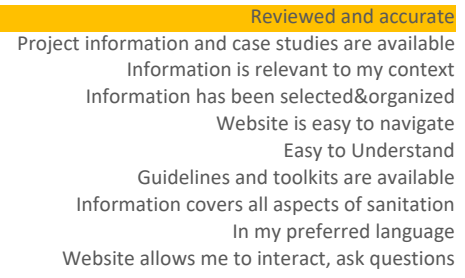 Reviewed and accurate
Project information and case studies are available
Information is relevant to my context
Information has been selected&organized
Website is easy to navigate
Easy to Understand
Guidelines and toolkits are available
Information covers all aspects of sanitation
In my preferred language
Website allows me to interact, ask questions